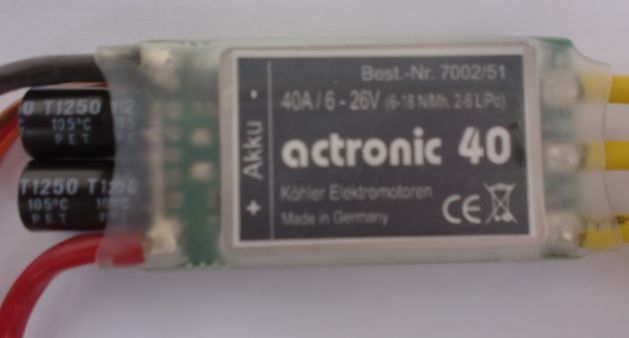 Best.-Nr. 7002/51
40A / 6 - 26V (6-18 NiMh, 2-6 LiPo)
+ Akku -
actronic 40
Köhler Elektromotoren
Made in Germany
CE
TI250
105°C
PET
TI250 TI
105°C
PET